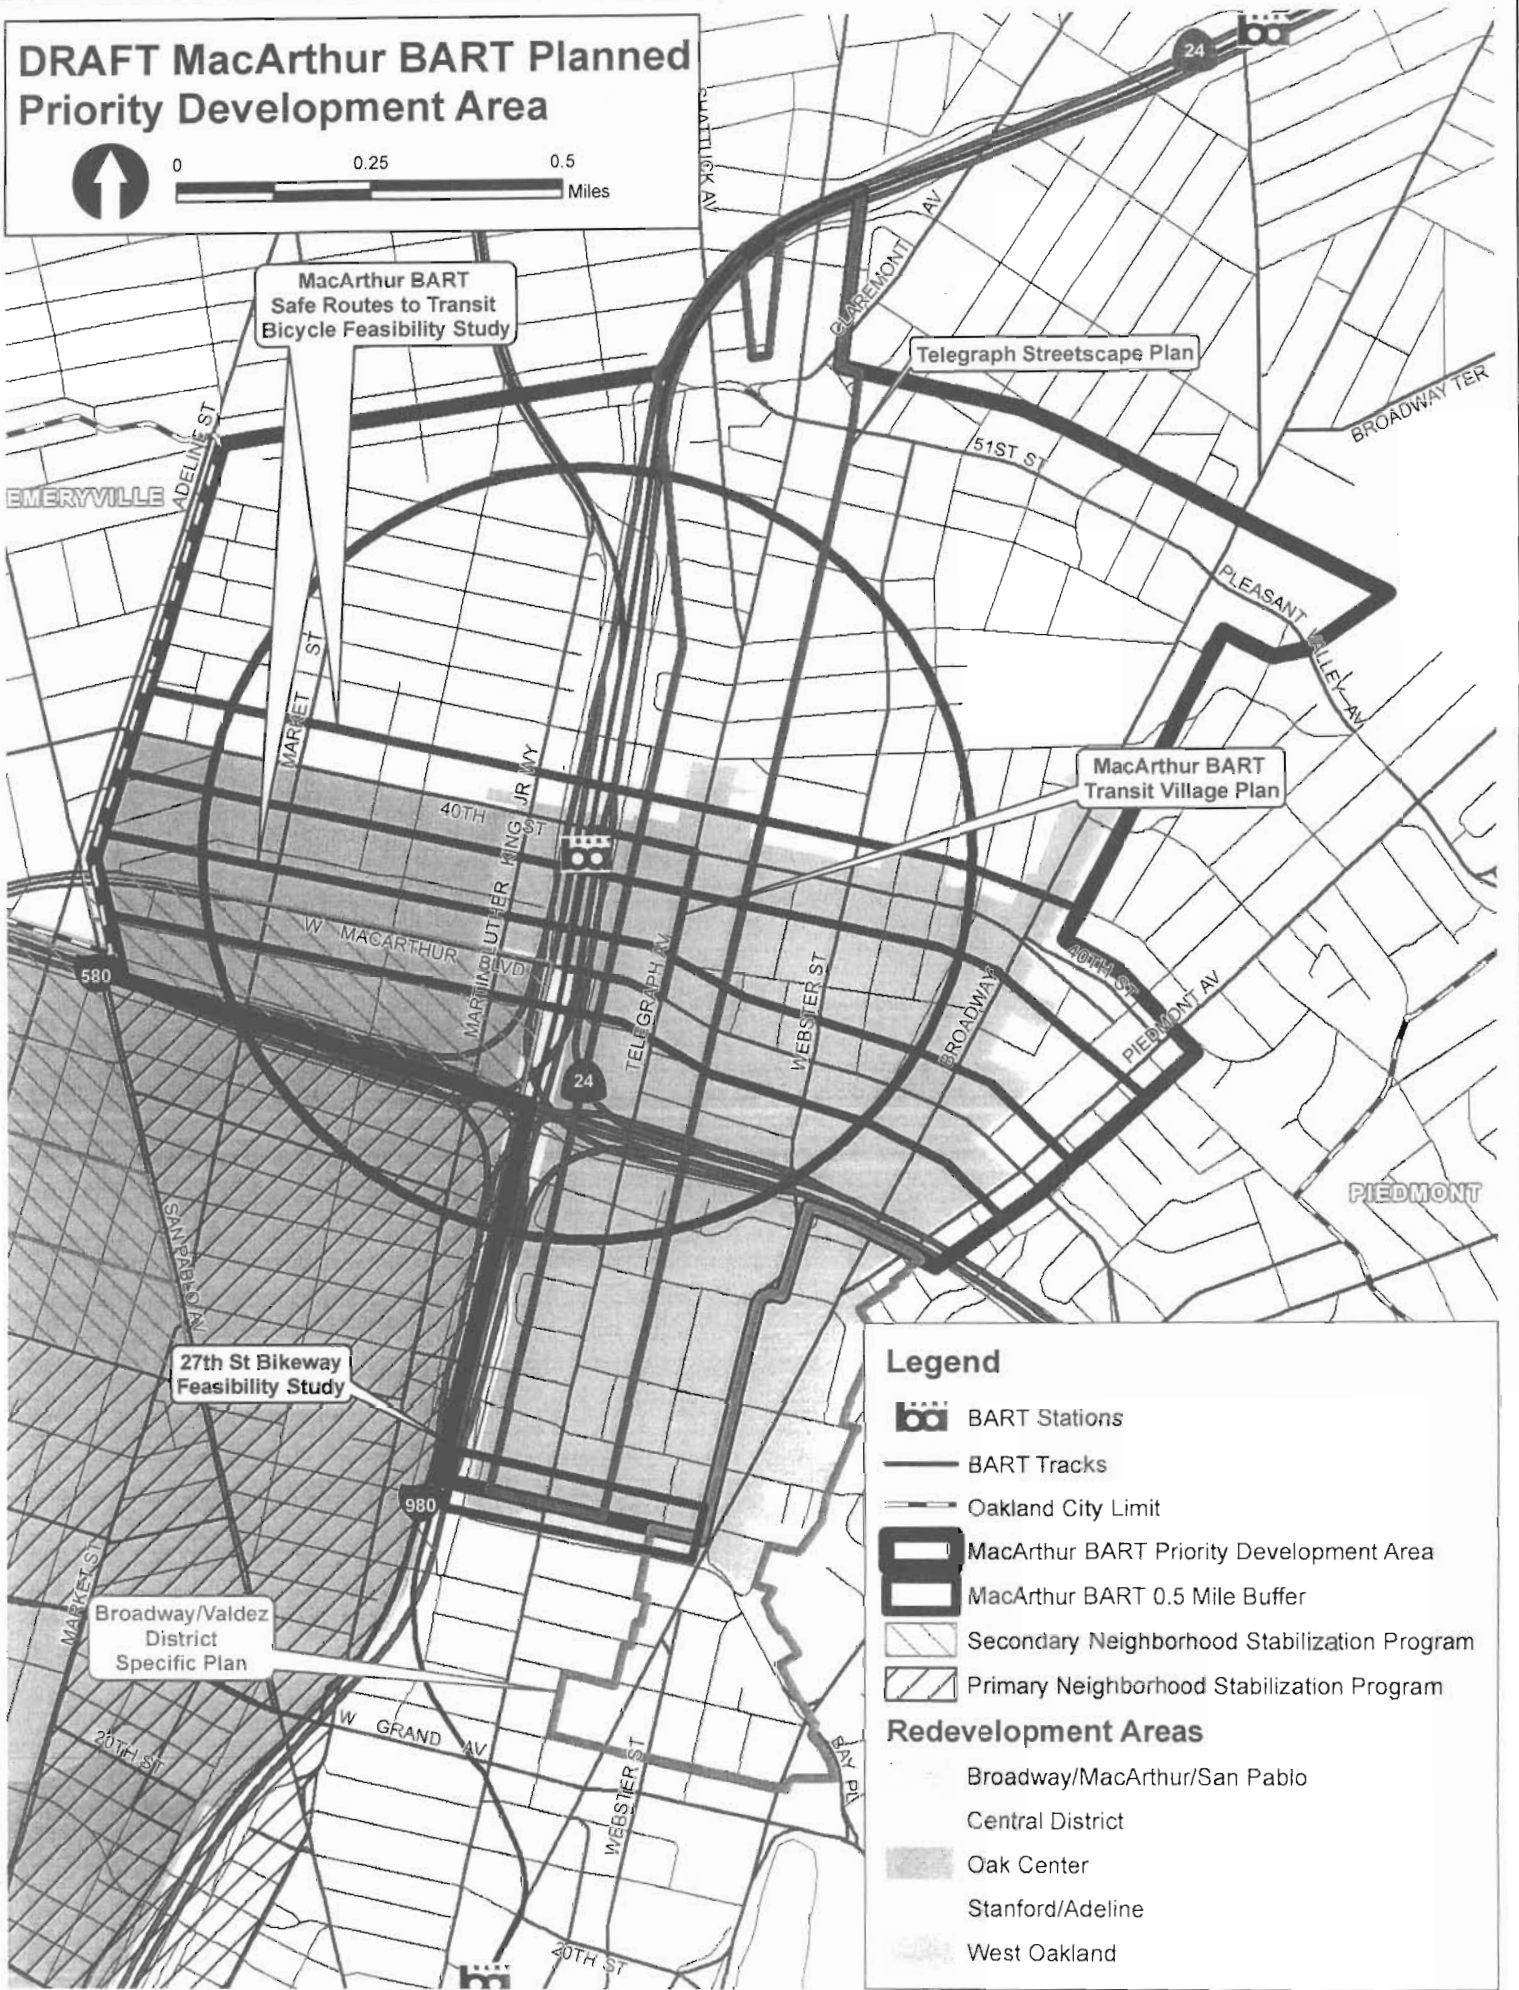 DRAFT MacArthur BART Planned
Priority Development Area
0
0.25
0.5
Miles
24
SHATTUCK AV
CLAREMONT AV
MacArthur BART
Safe Routes to Transit
Bicycle Feasibility Study
Telegraph Streetscape Plan
BROADWAY TER
ADELINE ST
51ST ST
EMERYVILLE
PLEASANT VALLEY AV
MARKET ST
MacArthur BART
Transit Village Plan
MARTIN LUTHER KING JR WY
40TH ST
BART
ba
W MACARTHUR BLVD
TELEGRAPH AV
WEBSTER ST
BROADWAY
40TH ST
PIEDMONT AV
580
24
PIEDMONT
SAN PABLO AV
27th St Bikeway
Feasibility Study
980
MARKET ST
Broadway/Valdez
District
Specific Plan
W GRAND AV
20TH ST
WEBSTER ST
BAY PL
20TH ST
BART
ba
Legend
BART
ba
BART Stations
BART Tracks
Oakland City Limit
MacArthur BART Priority Development Area
MacArthur BART 0.5 Mile Buffer
Secondary Neighborhood Stabilization Program
Primary Neighborhood Stabilization Program
Redevelopment Areas
Broadway/MacArthur/San Pablo
Central District
Oak Center
Stanford/Adeline
West Oakland